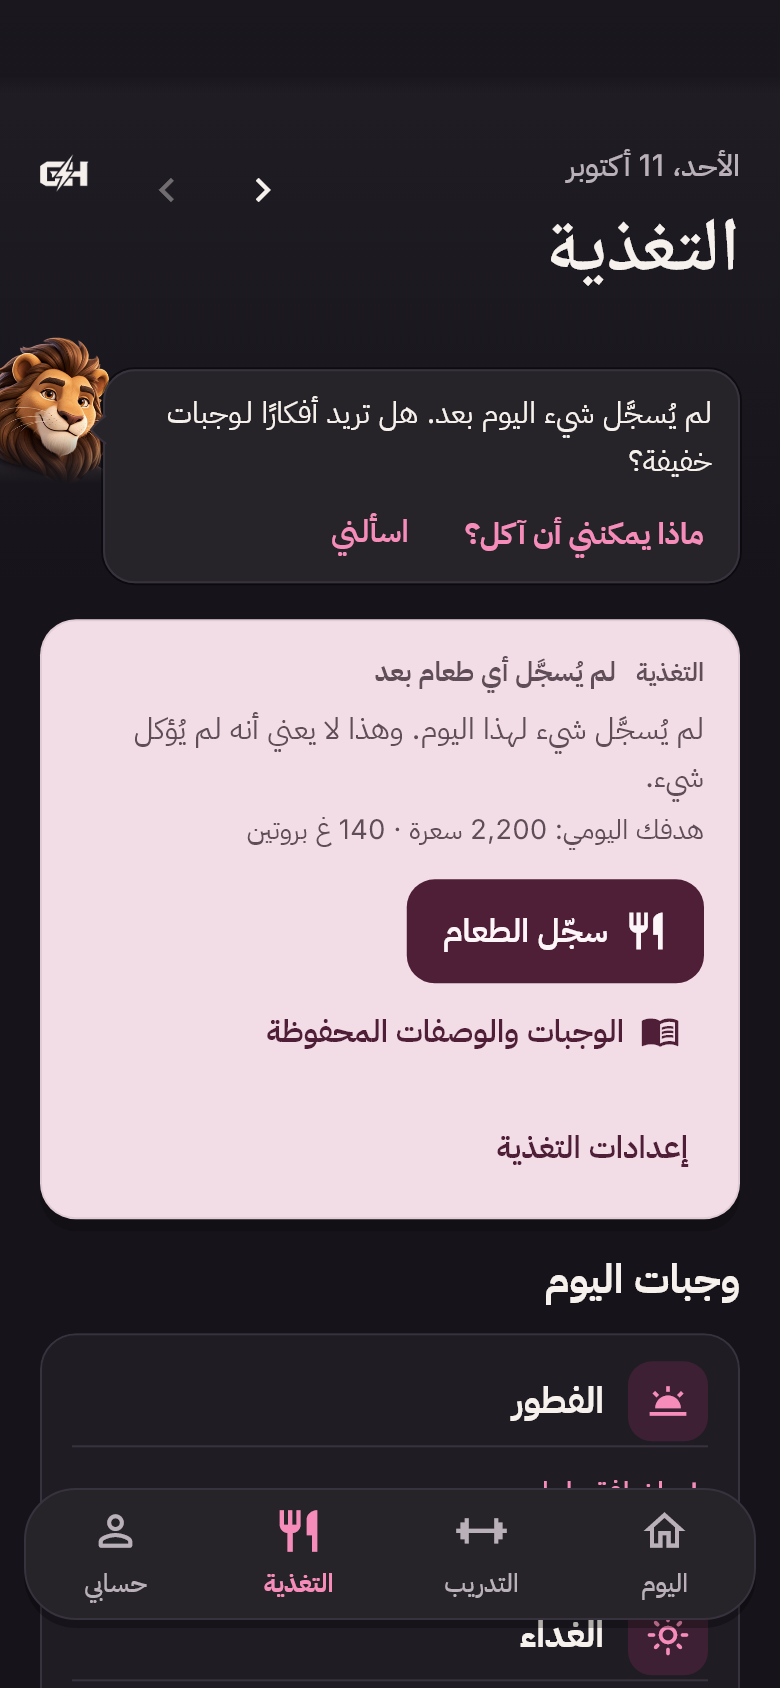 الأحد، 11 أكتوبر
GH
التغذية
لم يُسجَّل شيء اليوم بعد. هل تريد أفكارًا لوجبات
خفيفة؟
ماذا يمكنني أن آكل؟ اسألني
التغذية لم يُسجَّل أي طعام بعد
لم يُسجَّل شيء لهذا اليوم. وهذا لا يعني أنه لم يُؤكل
شيء.
هدفك اليومي: 2,200 سعرة · 140 غ بروتين
سجّل الطعام
الوجبات والوصفات المحفوظة
إعدادات التغذية
وجبات اليوم
الفطور
الغداء
اليوم التدريب التغذية حسابي